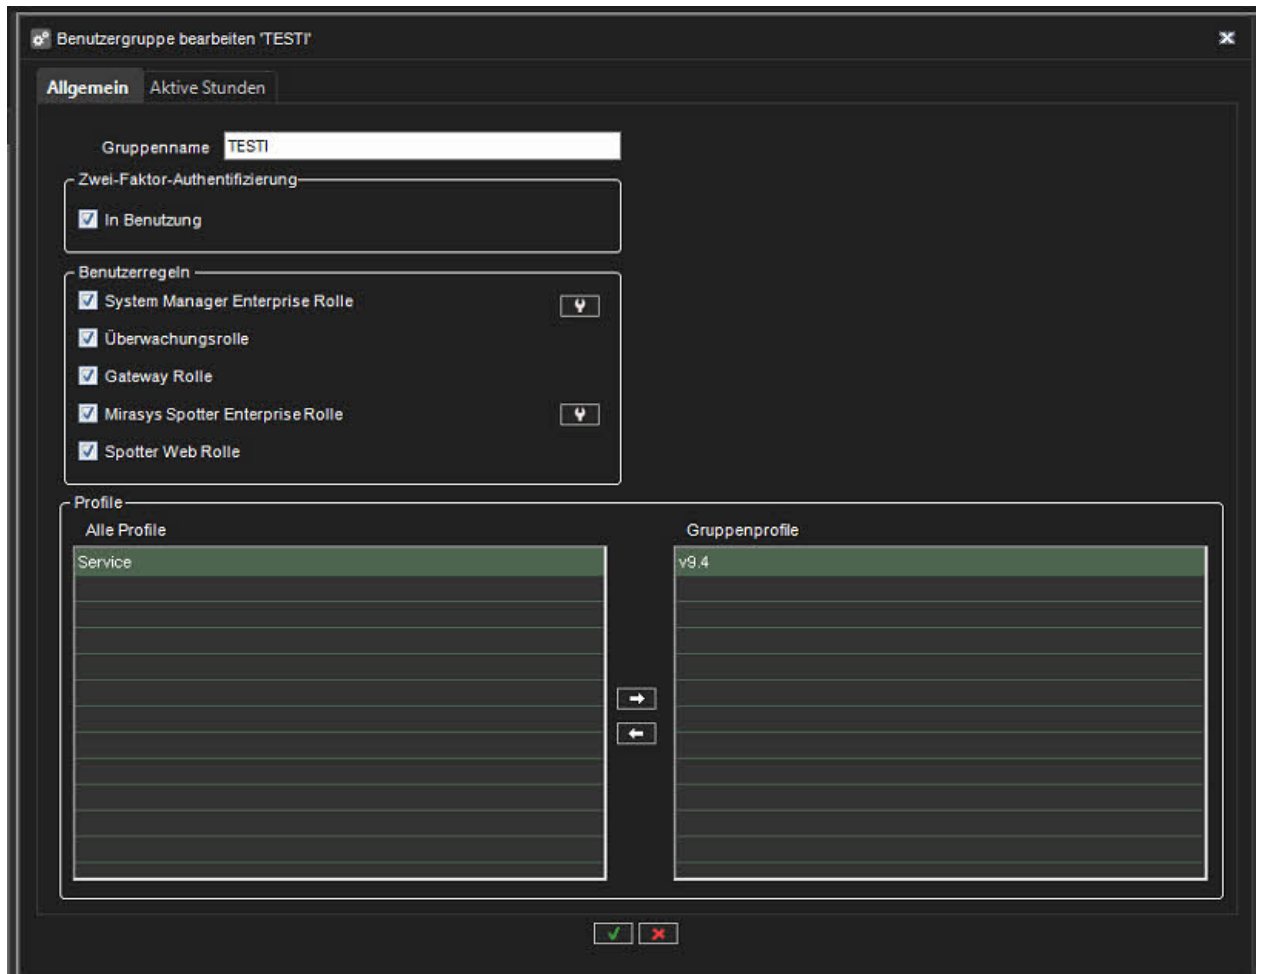 Benutzergruppe bearbeiten 'TESTI'
Allgemein Aktive Stunden
Gruppenname TESTI
Zwei-Faktor-Authentifizierung
In Benutzung
Benutzerregeln
System Manager Enterprise Rolle
Überwachungsrolle
Gateway Rolle
Mirasys Spotter Enterprise Rolle
Spotter Web Rolle
Profile
Alle Profile Gruppenprofile
Service v9.4